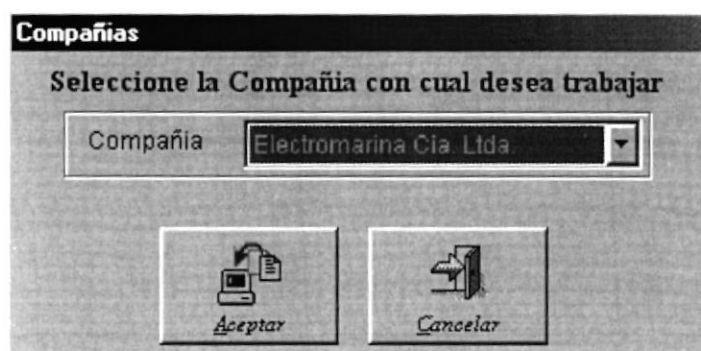 Compañias
Seleccione la Compañia con cual desea trabajar
Compañia
Electromarina Cia. Ltda.
Aceptar
Cancelar